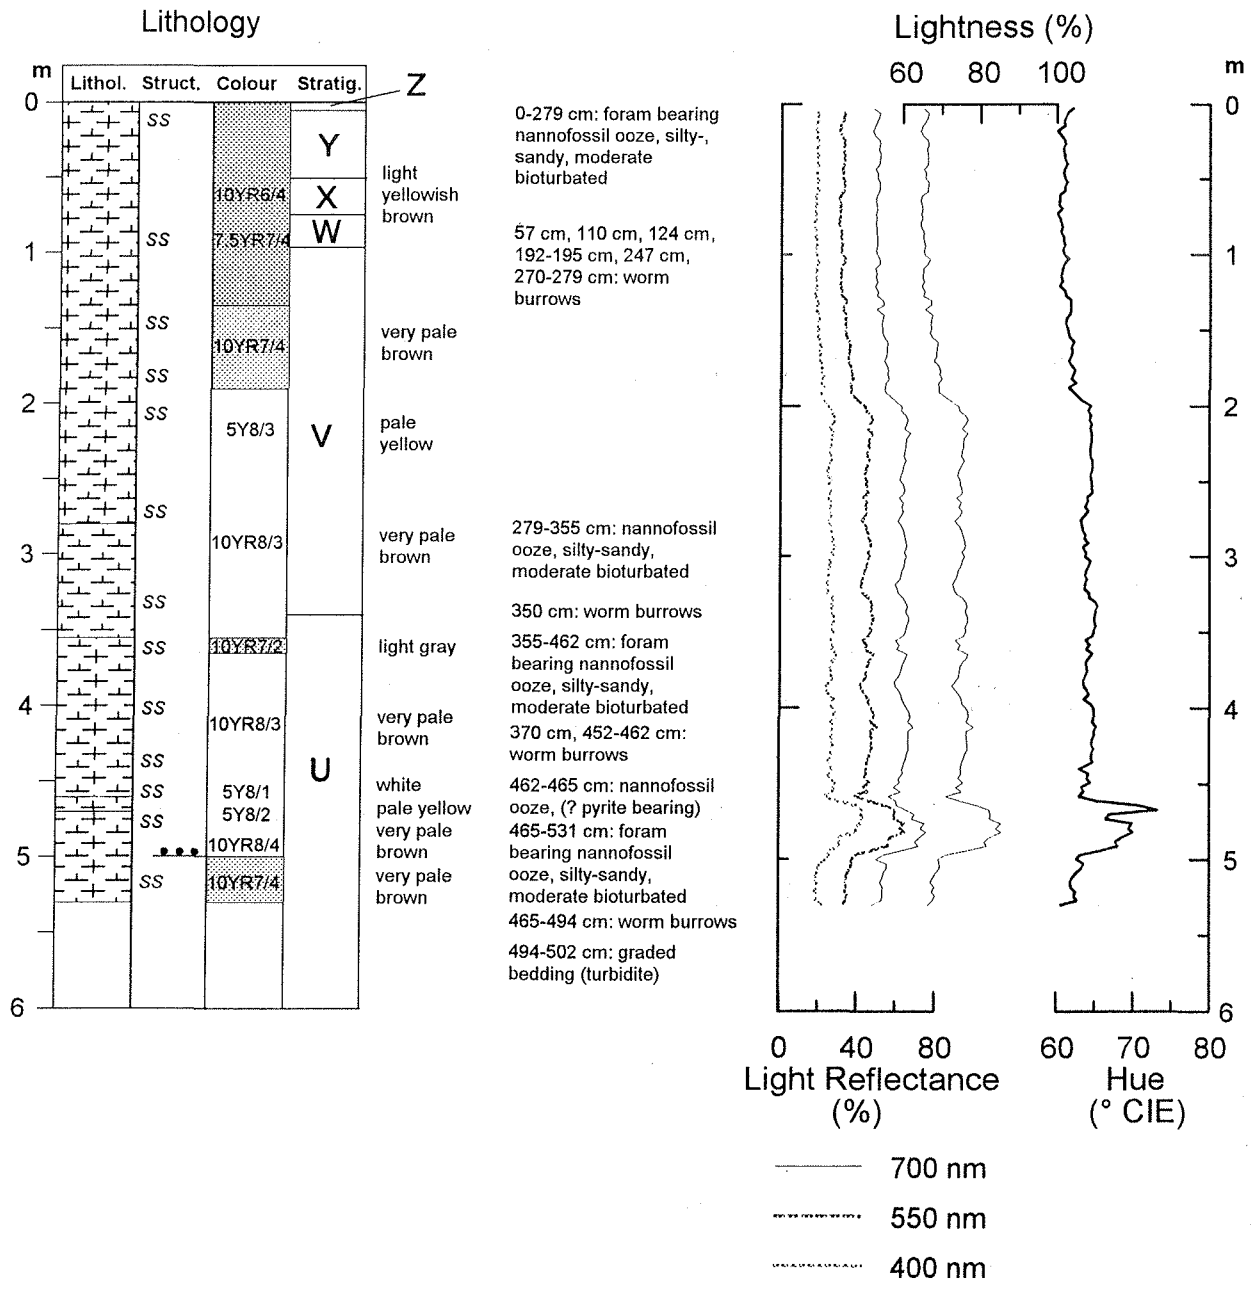 Lithology
Lightness (%)
60 80 100
m
Lithol. Struct. Colour Stratig.
Z
m
0
1
2
3
4
5
6
SS
SS
SS
SS
SS
SS
SS
SS
SS
SS
SS
SS
SS
10YR6/4
7.5YR7/4
10YR7/4
5Y8/3
10YR8/3
10YR7/2
10YR8/3
5Y8/1
5Y8/2
10YR8/4
10YR7/4
Y
X
W
V
U
light
yellowish
brown
very pale
brown
pale
yellow
very pale
brown
light gray
very pale
brown
white
pale yellow
very pale
brown
very pale
brown
0-279 cm: foram bearing
nannofossil ooze, silty-,
sandy, moderate
bioturbated
57 cm, 110 cm, 124 cm,
192-195 cm, 247 cm,
270-279 cm: worm
burrows
279-355 cm: nannofossil
ooze, silty-sandy,
moderate bioturbated
350 cm: worm burrows
355-462 cm: foram
bearing nannofossil
ooze, silty-sandy,
moderate bioturbated
370 cm, 452-462 cm:
worm burrows
462-465 cm: nannofossil
ooze, (? pyrite bearing)
465-531 cm: foram
bearing nannofossil
ooze, silty-sandy,
moderate bioturbated
465-494 cm: worm burrows
494-502 cm: graded
bedding (turbidite)
0
1
2
3
4
5
6
0 40 80
Light Reflectance
(%)
60 70 80
Hue
(° CIE)
700 nm
550 nm
400 nm